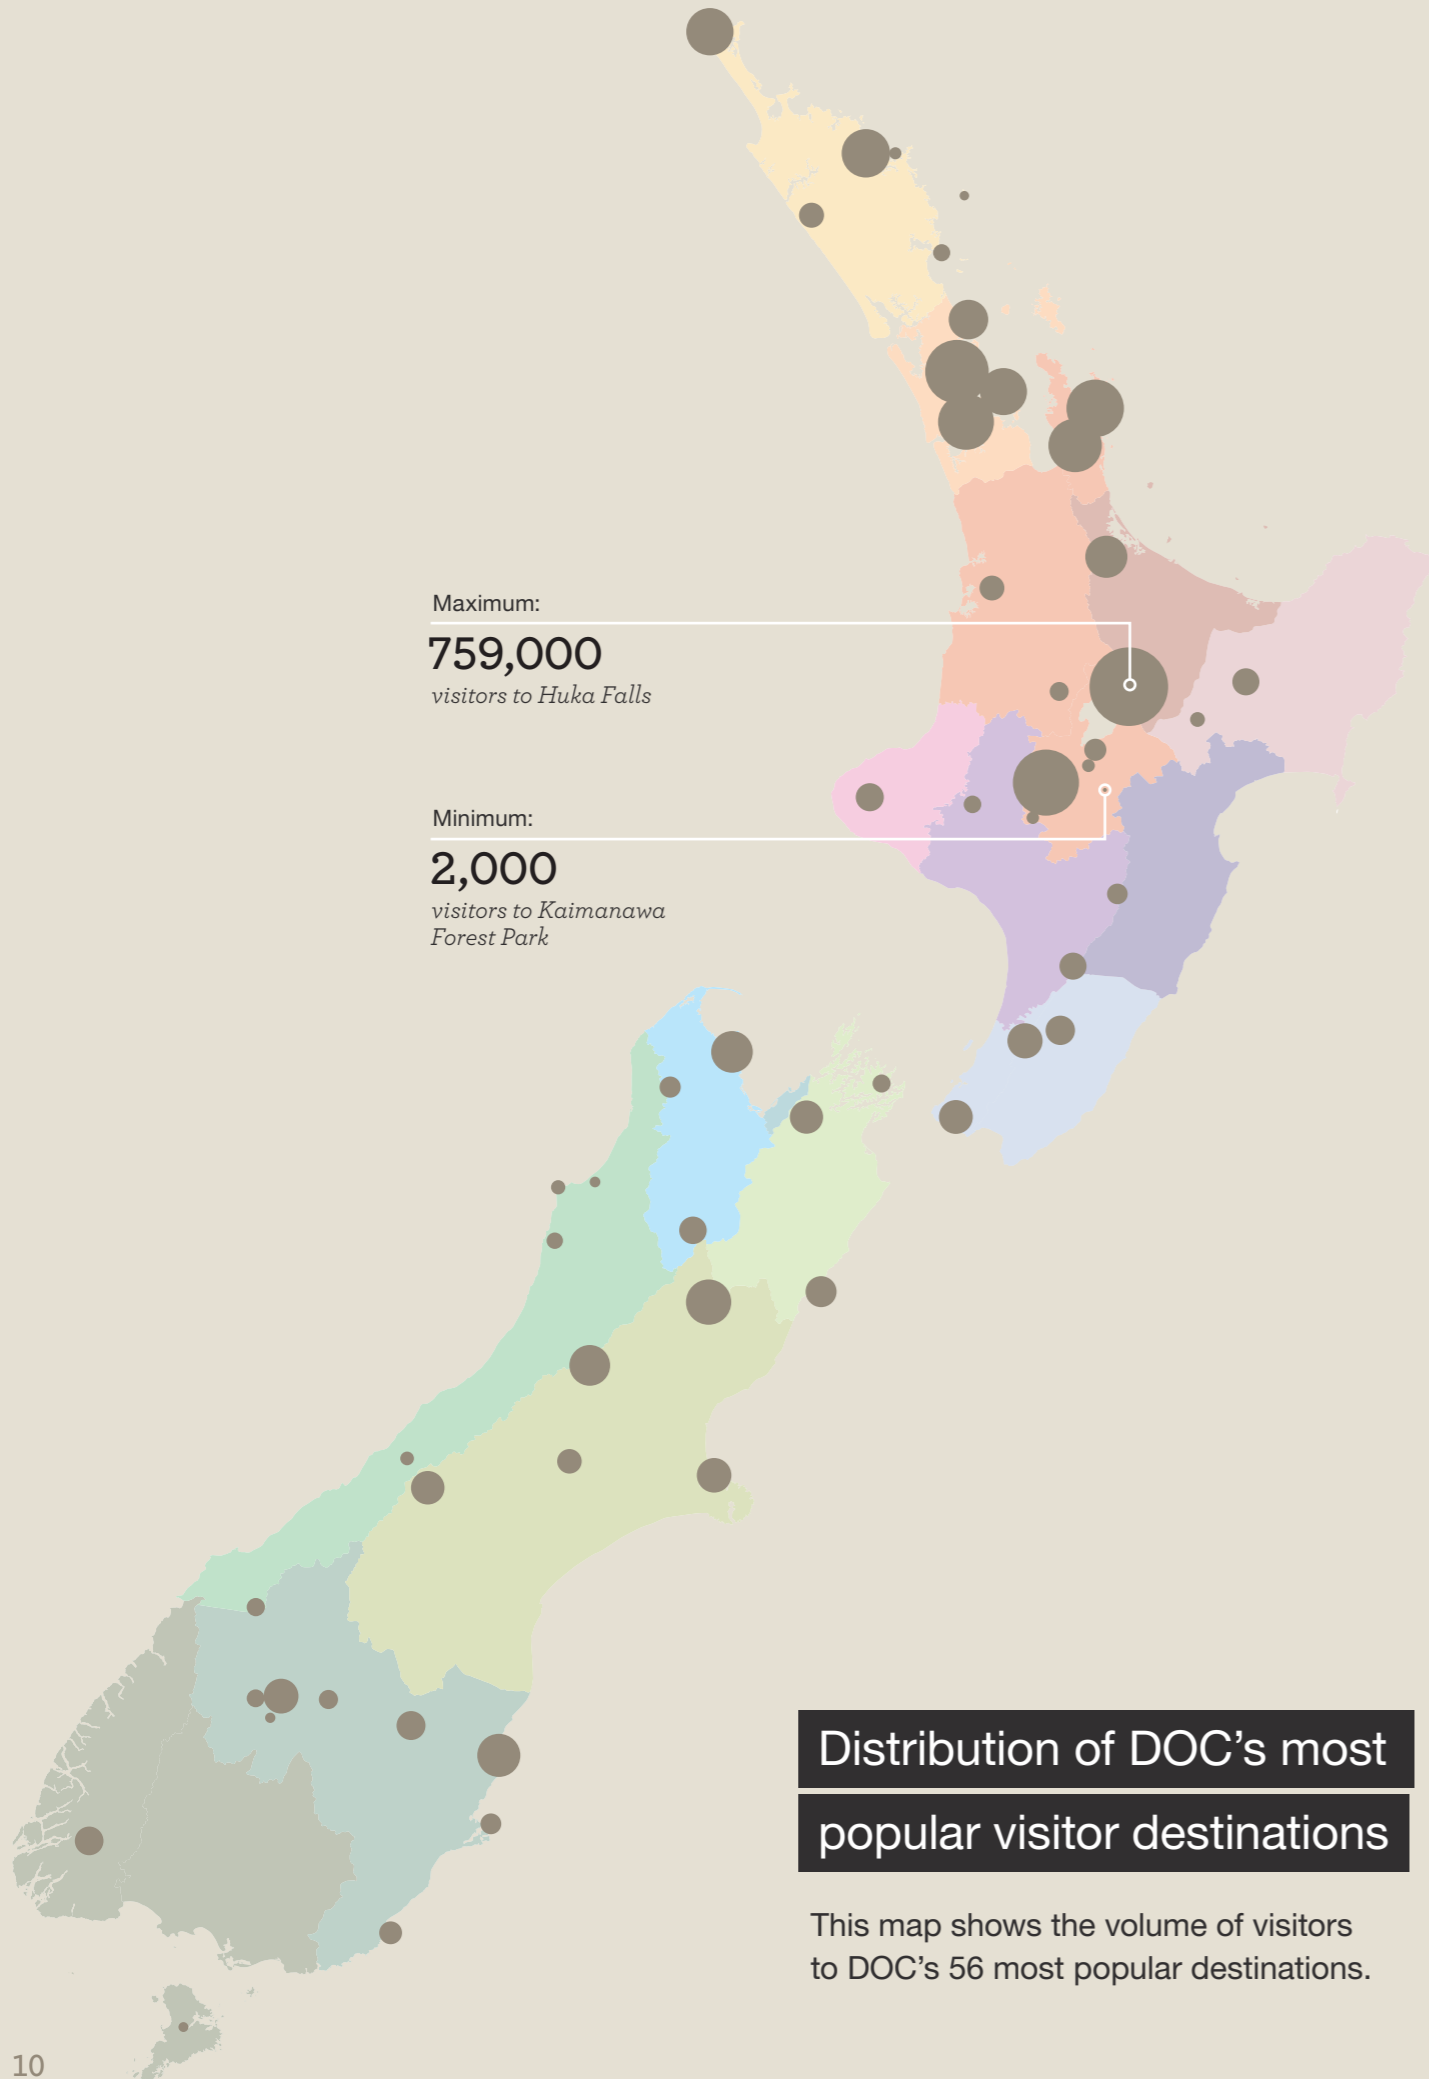 Maximum:
759,000
visitors to Huka Falls
Minimum:
2,000
visitors to Kaimanawa
Forest Park
Distribution of DOC’s most
popular visitor destinations
This map shows the volume of visitors
to DOC’s 56 most popular destinations.
10